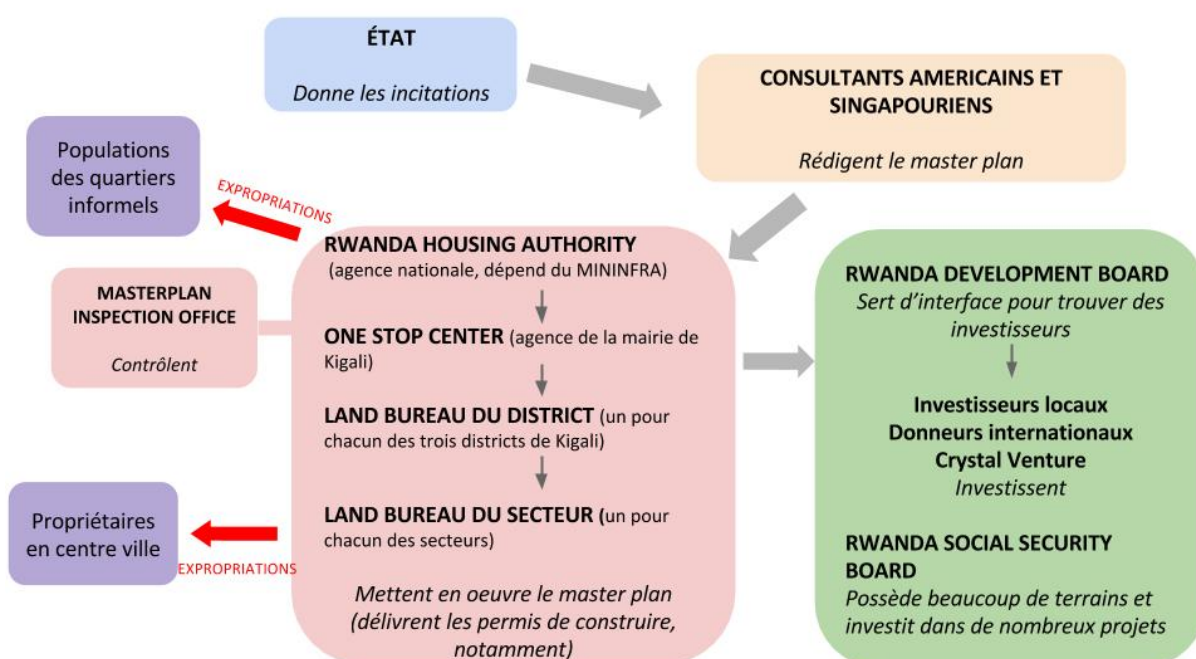 ÉTAT
Donne les incitations
CONSULTANTS AMERICAINS ET
SINGAPOURIENS
Rédigent le master plan
Populations
des quartiers
informels
EXPROPRIATIONS
MASTERPLAN
INSPECTION OFFICE
Contrôlent
RWANDA HOUSING AUTHORITY
(agence nationale, dépend du MININFRA)
ONE STOP CENTER (agence de la mairie de
Kigali)
LAND BUREAU DU DISTRICT (un pour
chacun des trois districts de Kigali)
LAND BUREAU DU SECTEUR (un pour
chacun des secteurs)
Mettent en oeuvre le master plan
(délivrent les permis de construire,
notamment)
Propriétaires
en centre ville
EXPROPRIATIONS
RWANDA DEVELOPMENT BOARD
Sert d’interface pour trouver des
investisseurs
Investisseurs locaux
Donneurs internationaux
Crystal Venture
Investissent
RWANDA SOCIAL SECURITY
BOARD
Possède beaucoup de terrains et
investit dans de nombreux projets